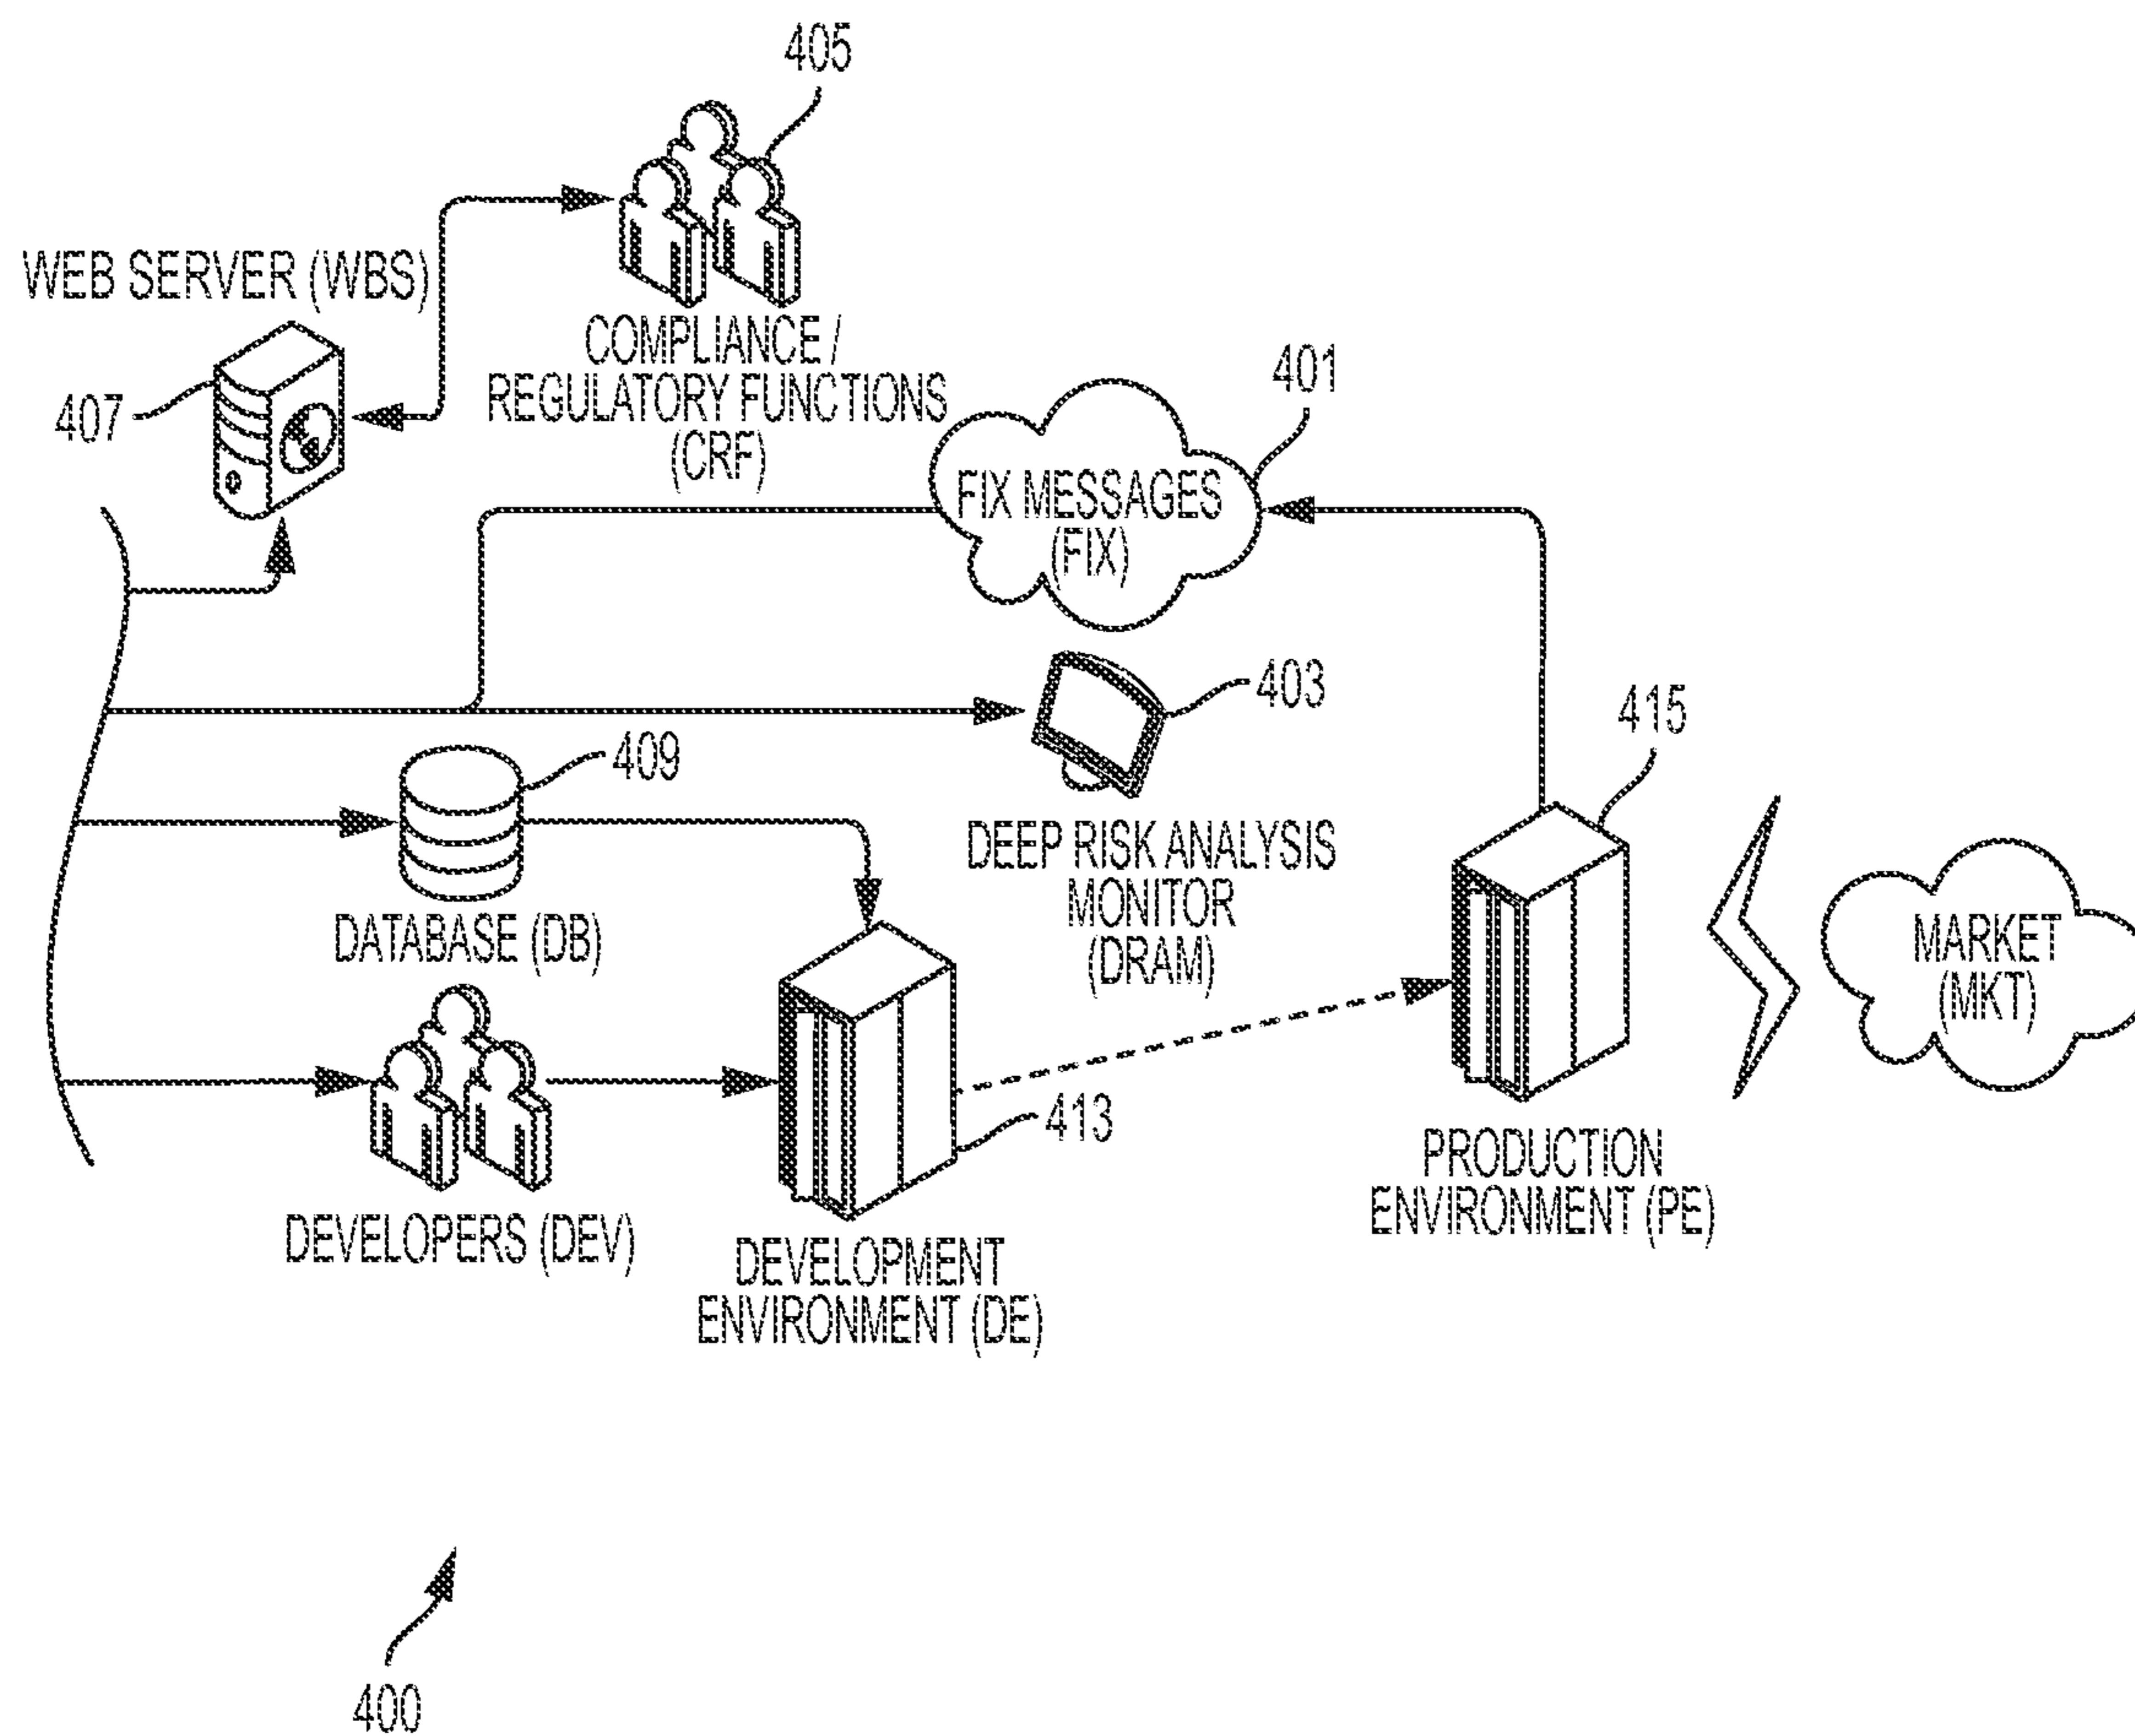 405
WEB SERVER (WBS)
407
COMPLIANCE /
REGULATORY FUNCTIONS
(CRF)
401
FIX MESSAGES
(FIX)
403
415
409
DATABASE (DB)
DEEP RISK ANALYSIS
MONITOR
(DRAM)
MARKET
(MKT)
413
DEVELOPERS (DEV)
DEVELOPMENT
ENVIRONMENT (DE)
PRODUCTION
ENVIRONMENT (PE)
400